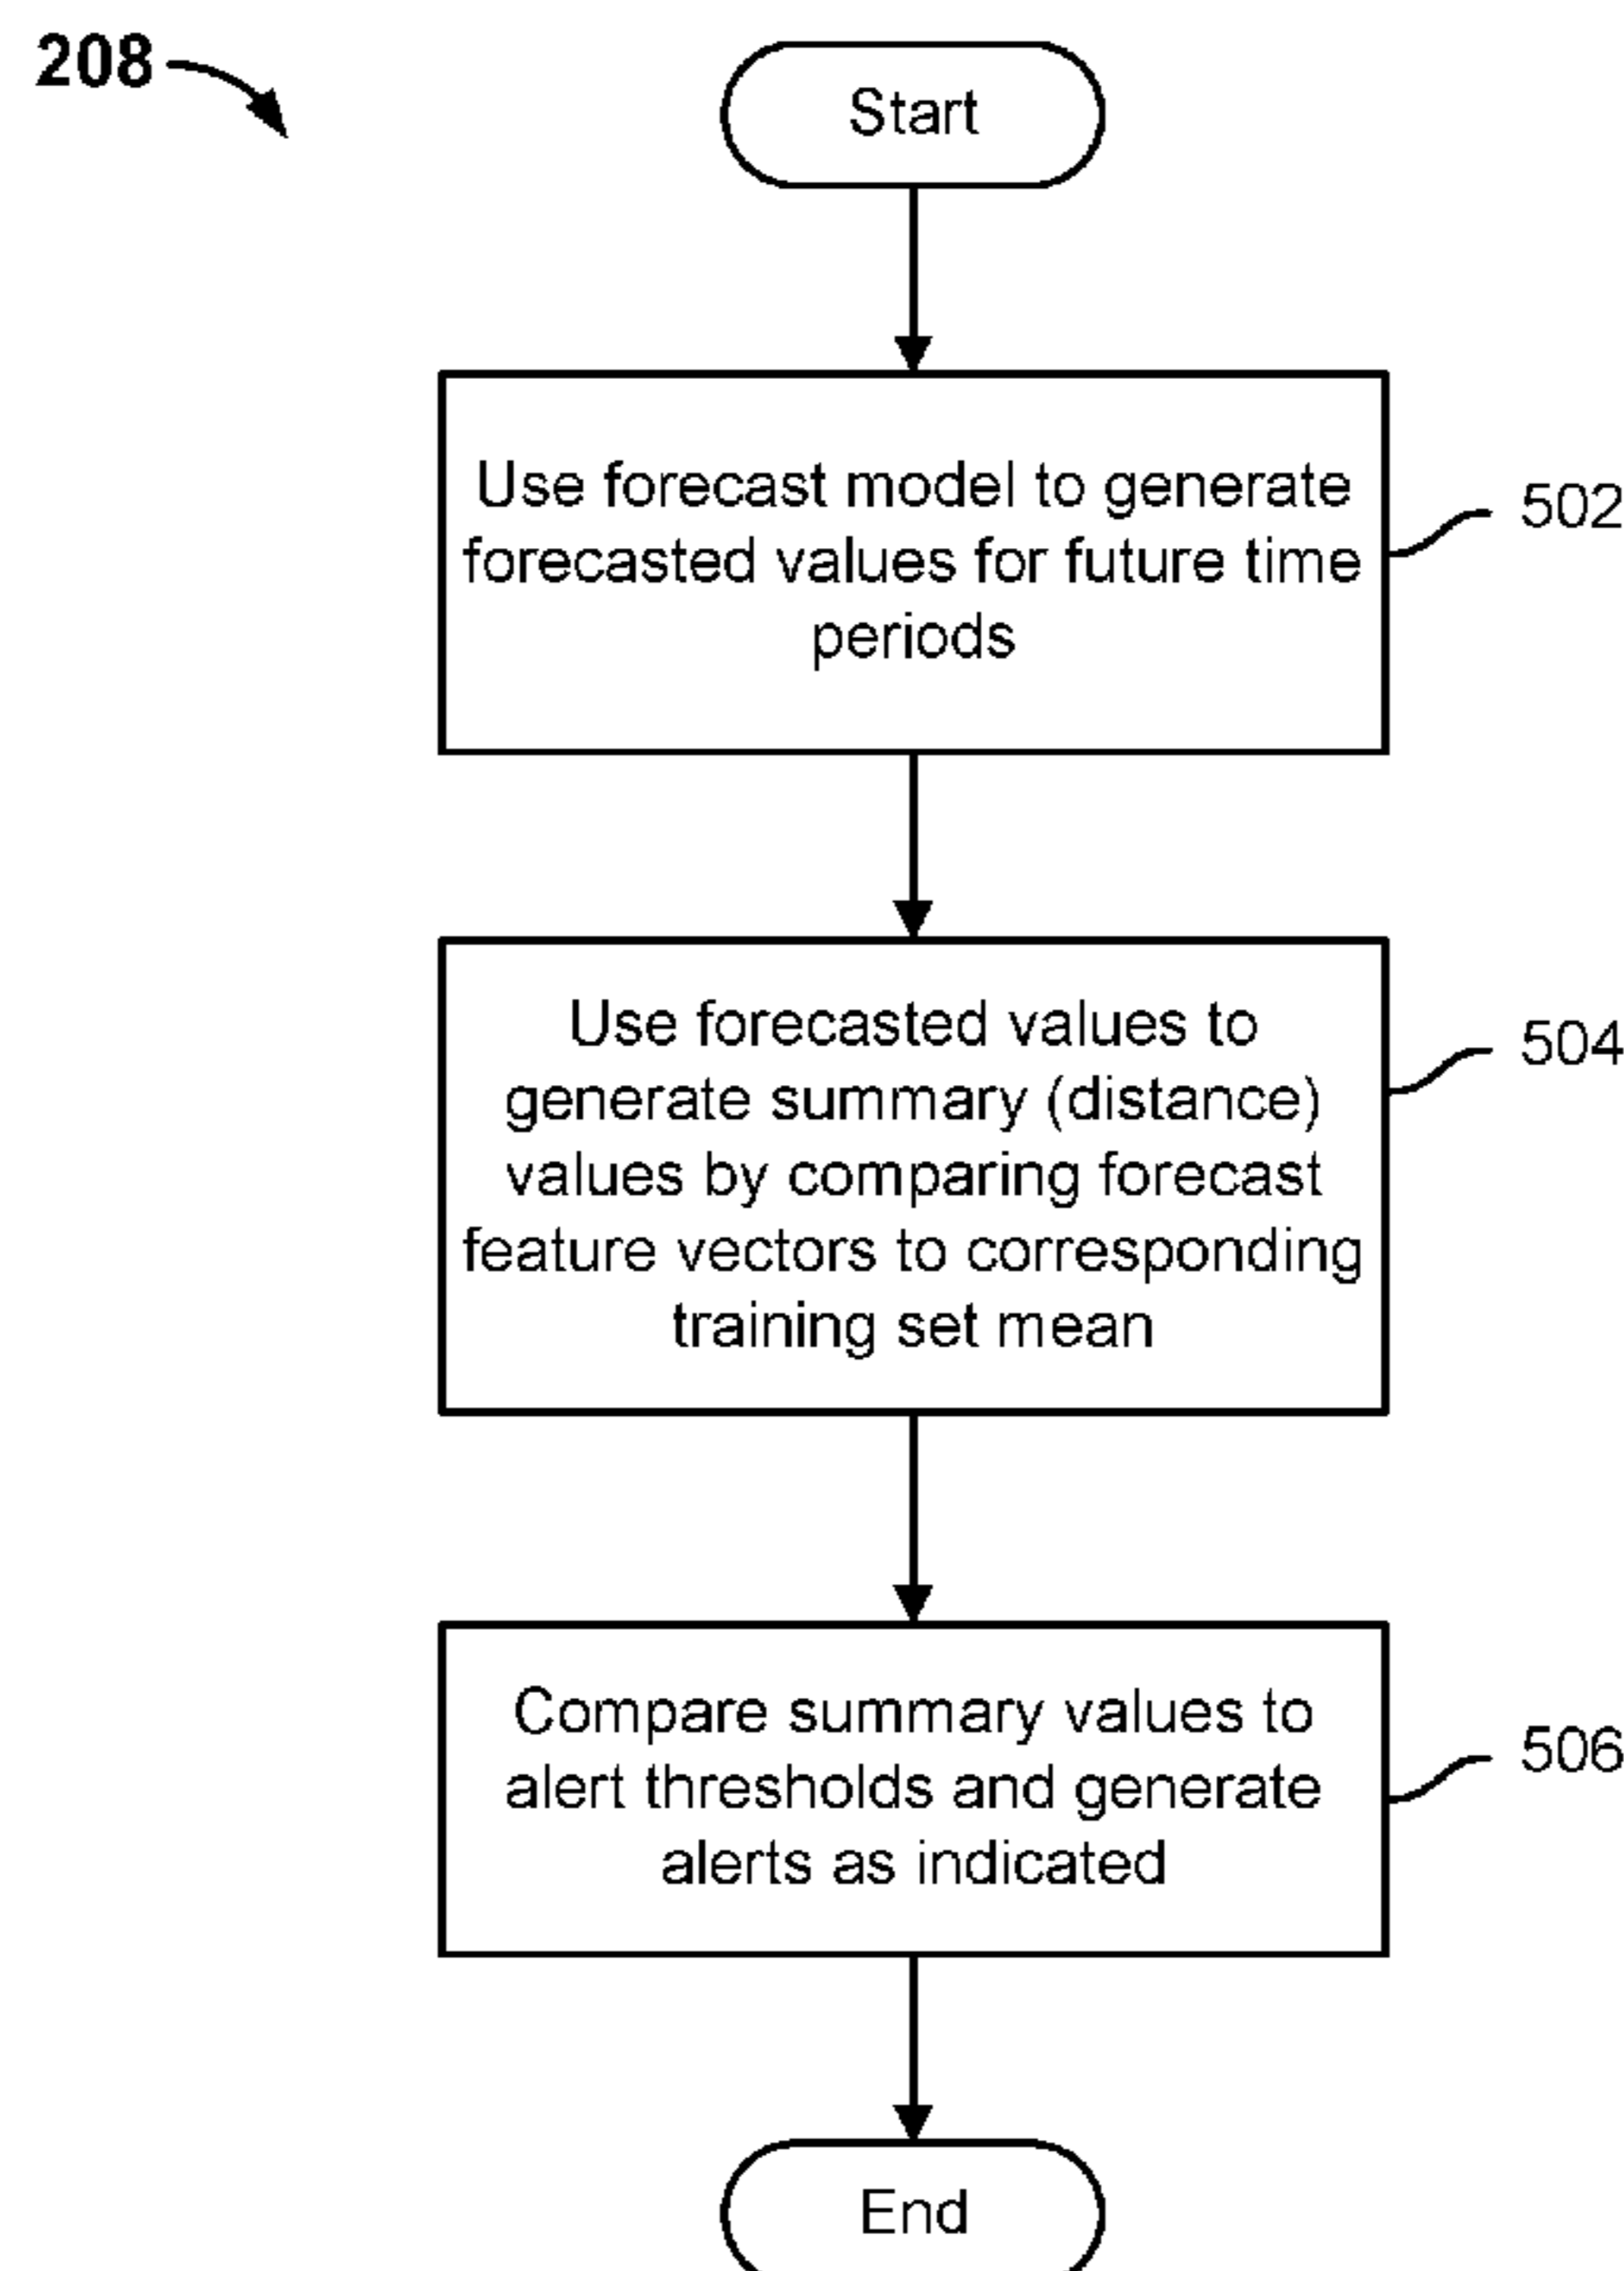 208
Start
Use forecast model to generate
forecasted values for future time
periods
502
Use forecasted values to
generate summary (distance)
values by comparing forecast
feature vectors to corresponding
training set mean
504
Compare summary values to
alert thresholds and generate
alerts as indicated
506
End